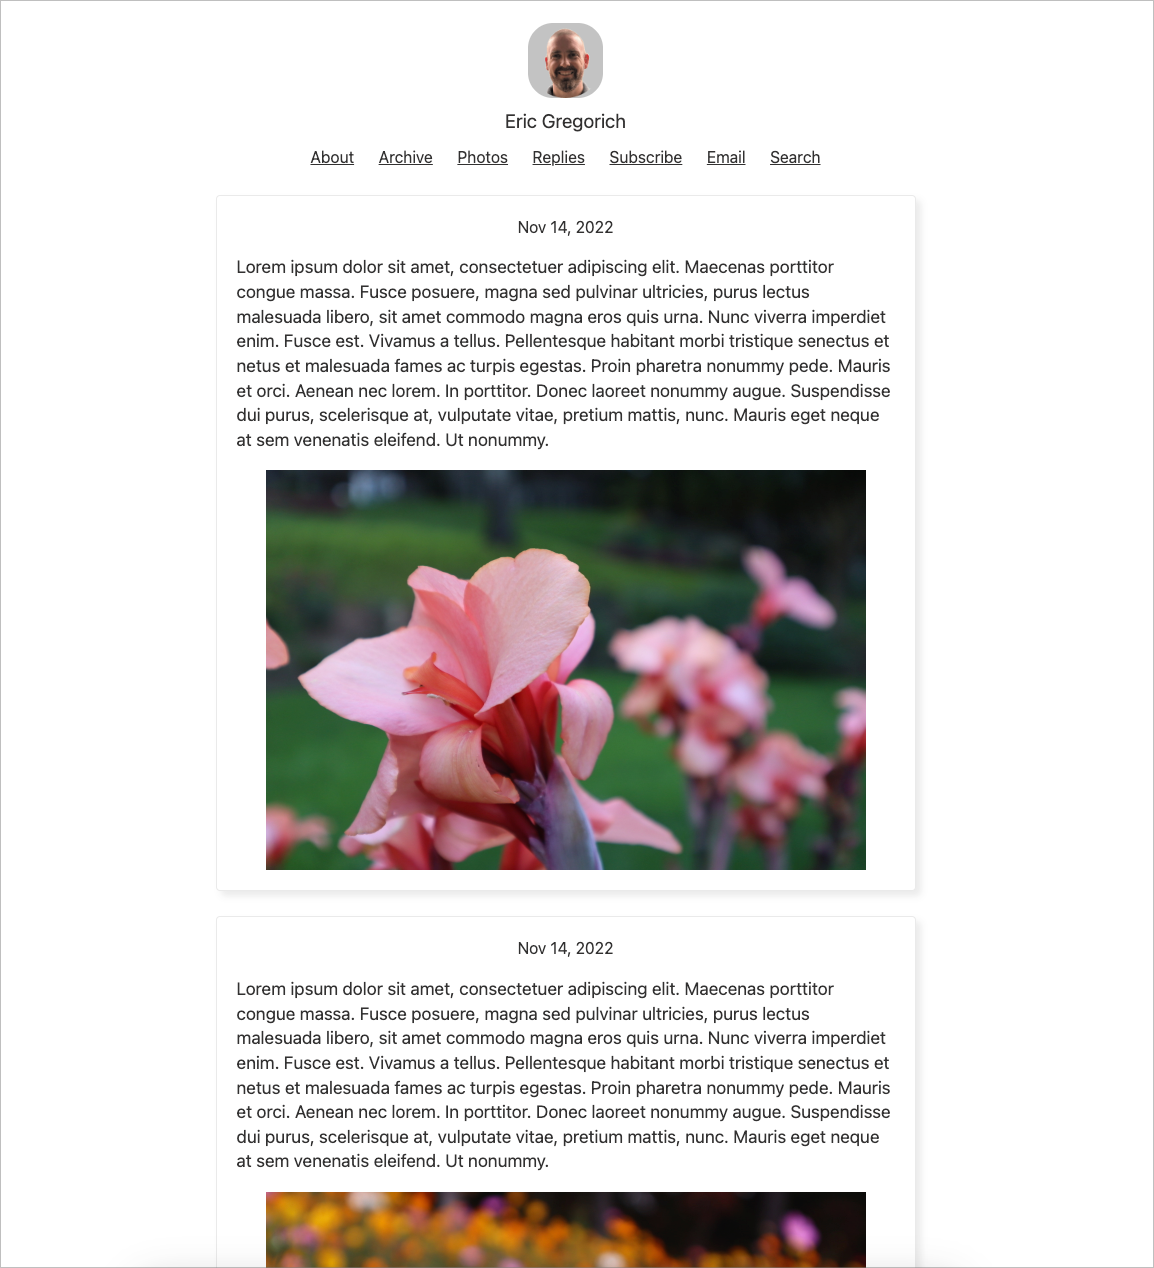 Eric Gregorich
About Archive Photos Replies Subscribe Email Search
Nov 14, 2022
Lorem ipsum dolor sit amet, consectetuer adipiscing elit. Maecenas porttitor
congue massa. Fusce posuere, magna sed pulvinar ultricies, purus lectus
malesuada libero, sit amet commodo magna eros quis urna. Nunc viverra imperdiet
enim. Fusce est. Vivamus a tellus. Pellentesque habitant morbi tristique senectus et
netus et malesuada fames ac turpis egestas. Proin pharetra nonummy pede. Mauris
et orci. Aenean nec lorem. In porttitor. Donec laoreet nonummy augue. Suspendisse
dui purus, scelerisque at, vulputate vitae, pretium mattis, nunc. Mauris eget neque
at sem venenatis eleifend. Ut nonummy.
Nov 14, 2022
Lorem ipsum dolor sit amet, consectetuer adipiscing elit. Maecenas porttitor
congue massa. Fusce posuere, magna sed pulvinar ultricies, purus lectus
malesuada libero, sit amet commodo magna eros quis urna. Nunc viverra imperdiet
enim. Fusce est. Vivamus a tellus. Pellentesque habitant morbi tristique senectus et
netus et malesuada fames ac turpis egestas. Proin pharetra nonummy pede. Mauris
et orci. Aenean nec lorem. In porttitor. Donec laoreet nonummy augue. Suspendisse
dui purus, scelerisque at, vulputate vitae, pretium mattis, nunc. Mauris eget neque
at sem venenatis eleifend. Ut nonummy.